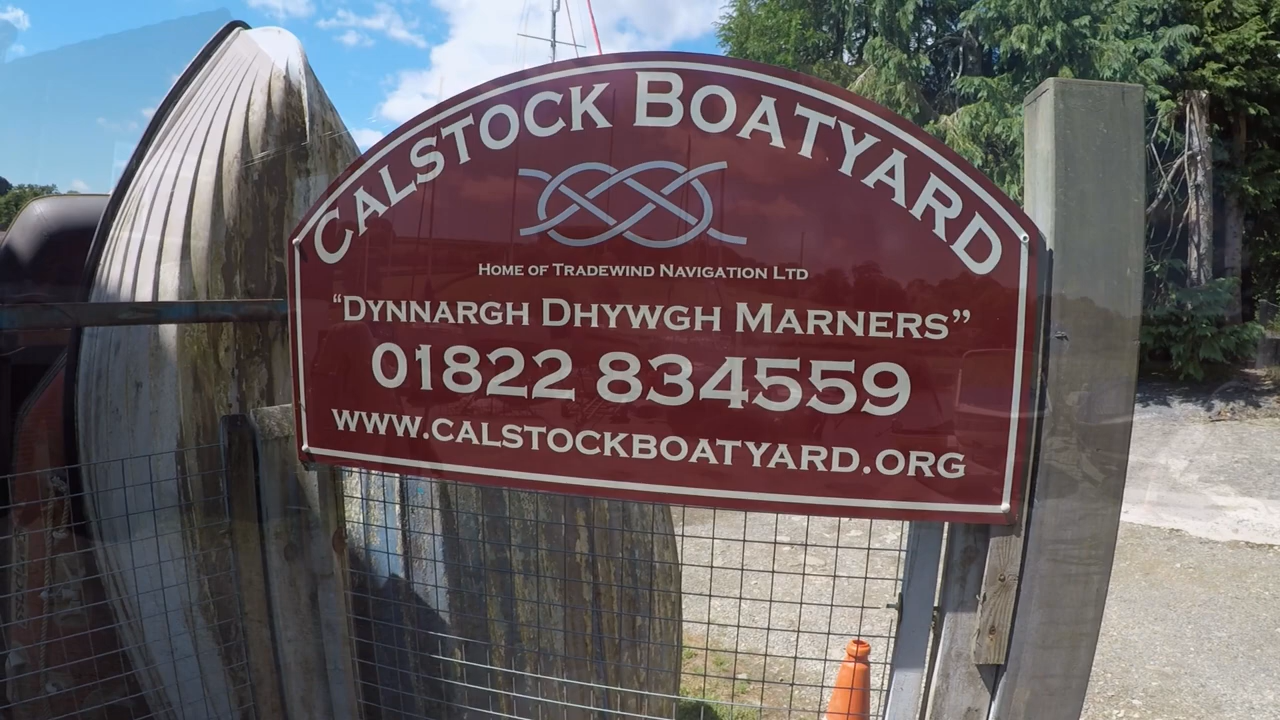 CALSTOCK BOATYARD
HOME OF TRADEWIND NAVIGATION LTD
“DYNNARGH DHYWGH MARNERS”
01822 834559
WWW.CALSTOCKBOATYARD.ORG